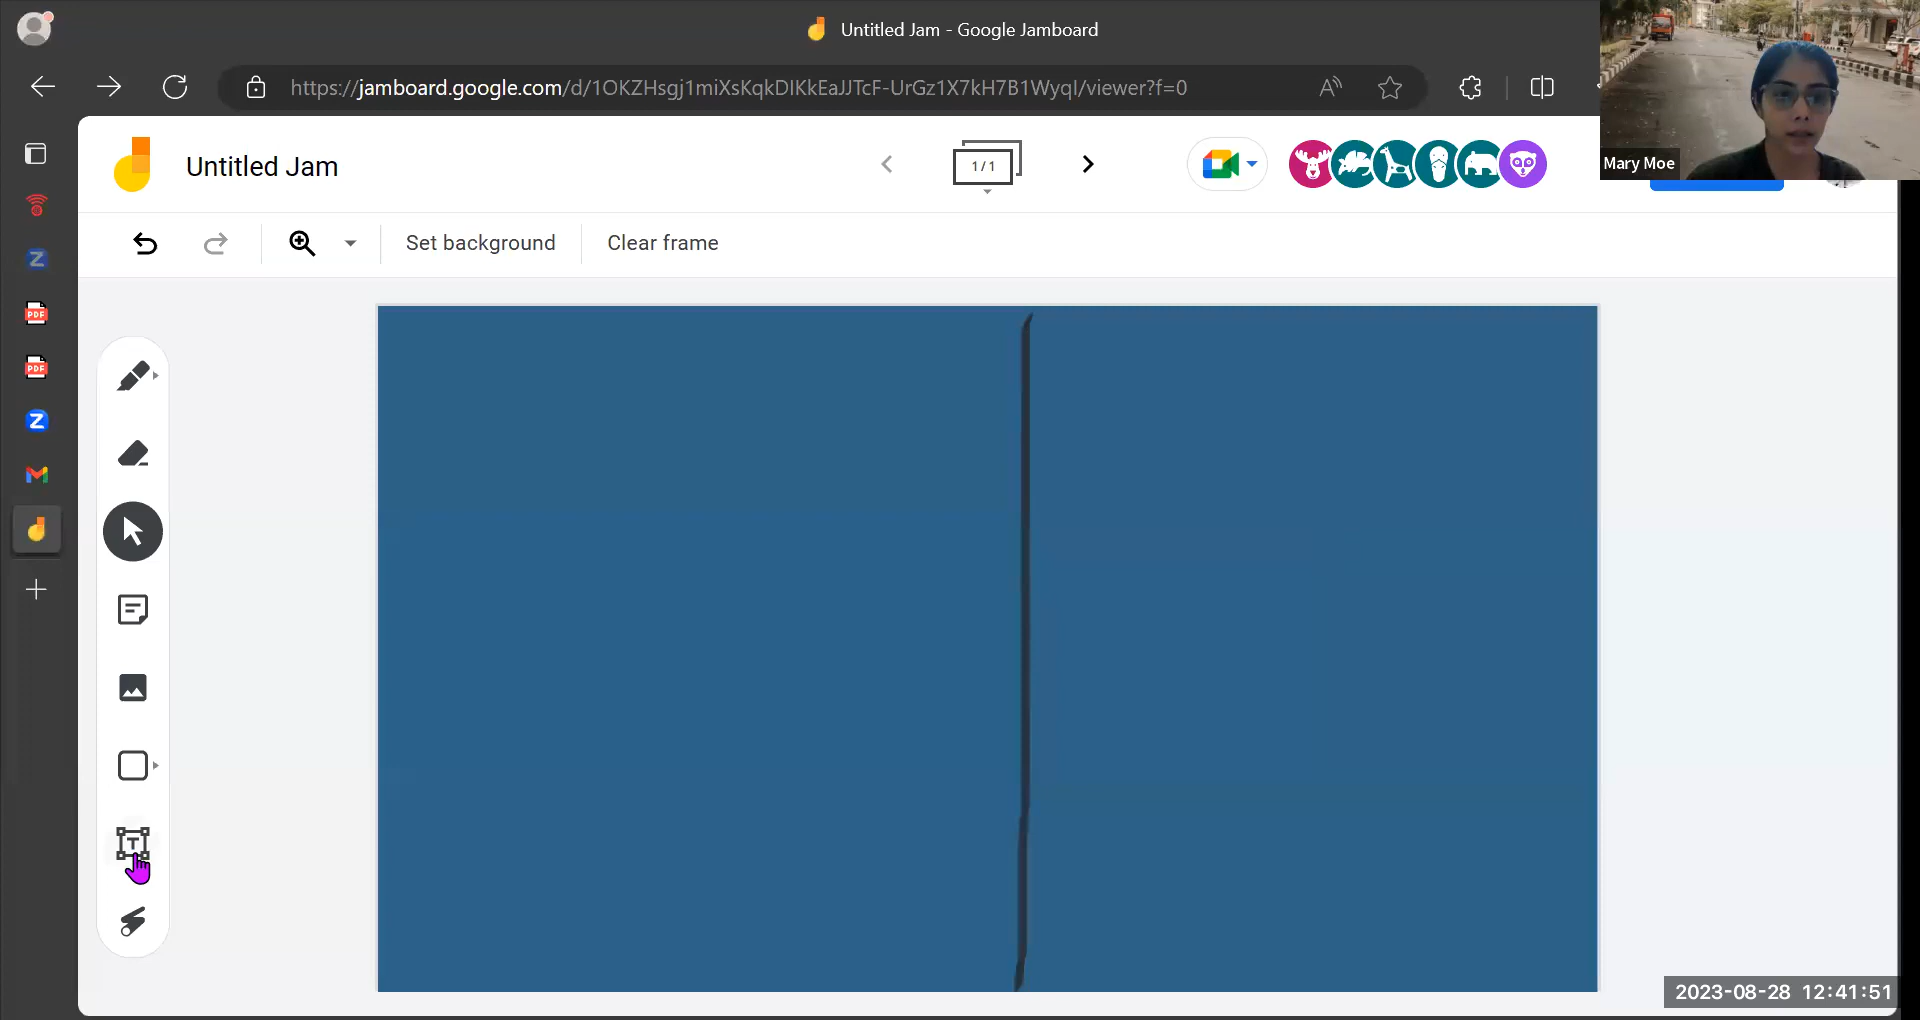 Untitled Jam - Google Jamboard
https://jamboard.google.com/d/1OKZHsgj1miXsKqkDIKkEaJJTcF-UrGz1X7kH7B1WyqI/viewer?f=0
Mary Moe
Untitled Jam
1 / 1
Set background
Clear frame
2023-08-28 12:41:51